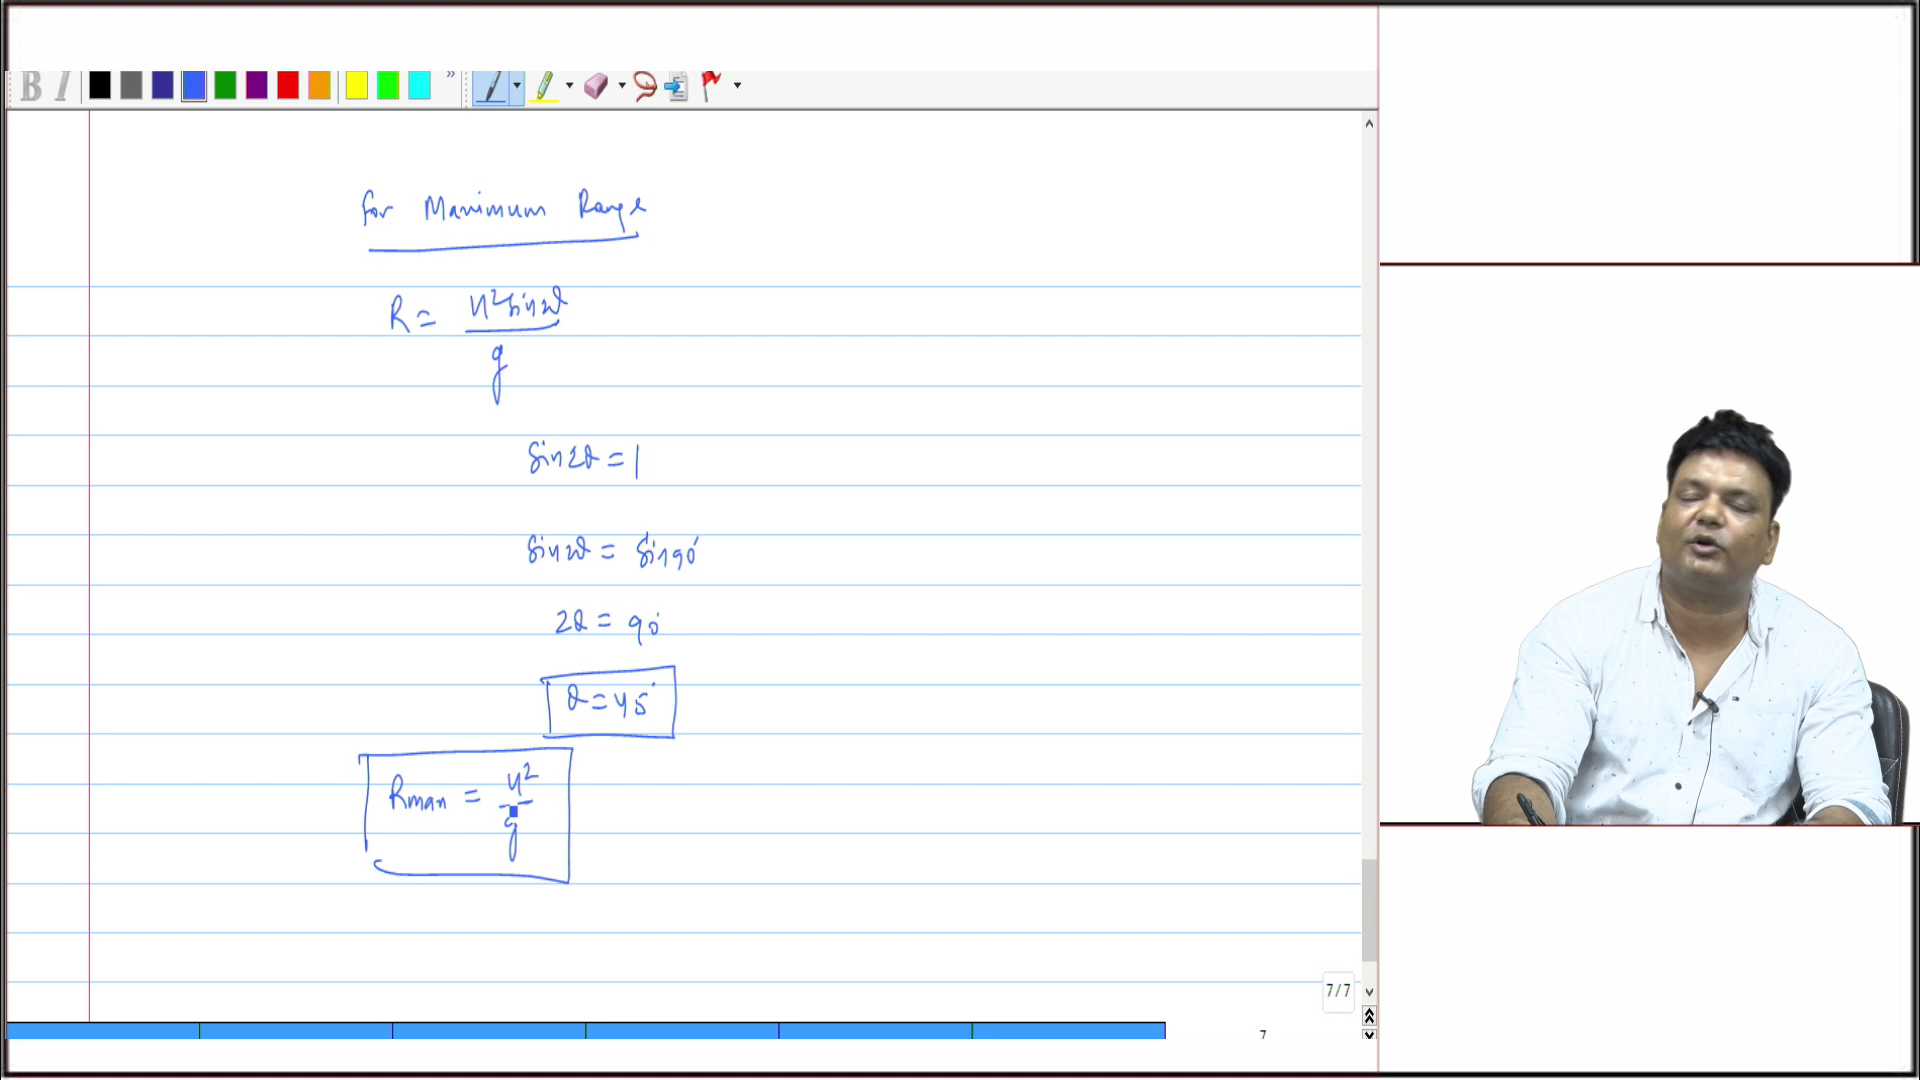 B I
»
for Maximum Range
R = u²sin2θ
g
sin2θ = 1
sin2θ = sin90°
2θ = 90°
θ = 45°
Rmax = u²
g
7/7
7